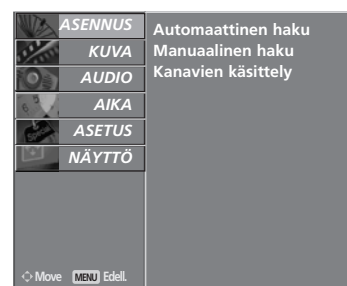 ASENNUS
KUVA
AUDIO
AIKA
ASETUS
NÄYTTÖ
Automaattinen haku
Manuaalinen haku
Kanavien käsittely
Move MENU Edell.